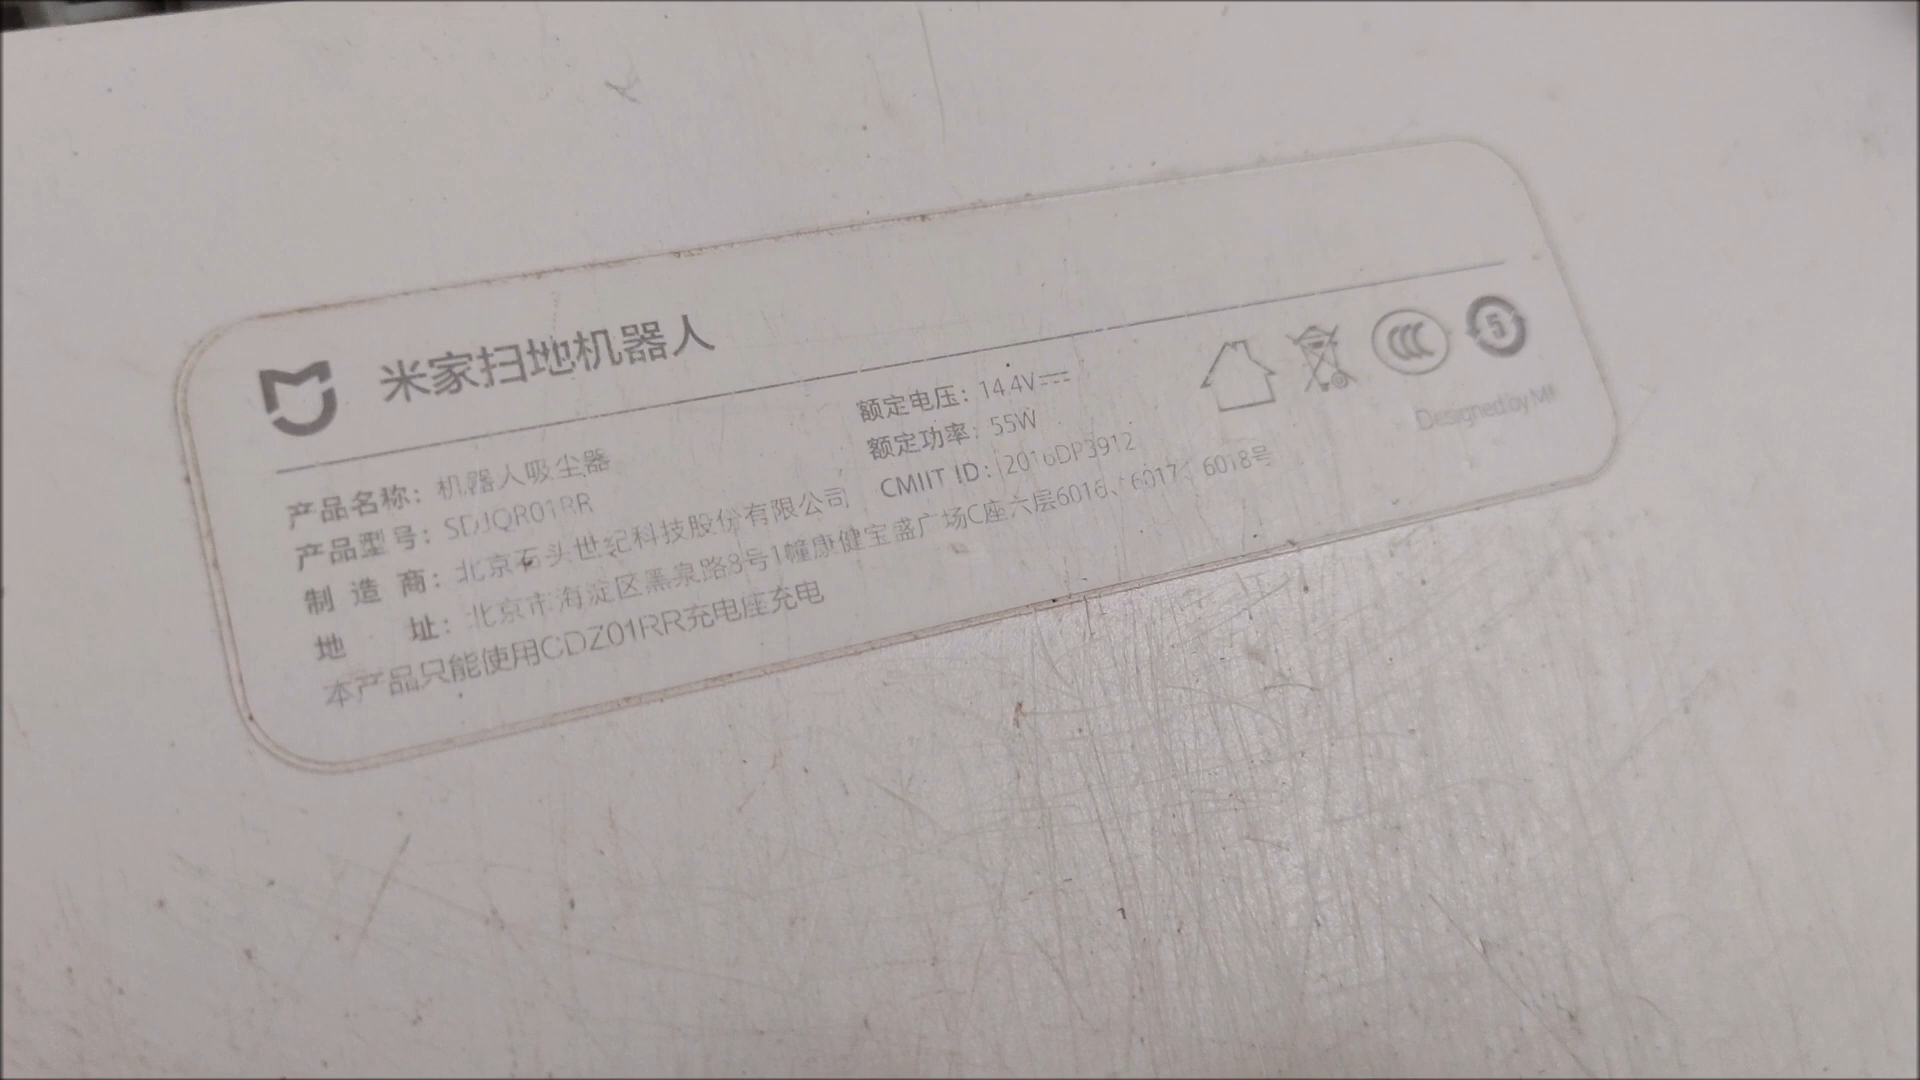 米家扫地机器人
产品名称：机器人吸尘器
额定电压：14.4V
产品型号：SDJQR01RR
额定功率：55W
制 造 商：北京石头世纪科技股份有限公司
CMIIT ID：2016DP3912
地 址：北京市海淀区黑泉路8号1幢康健宝盛广场C座六层6016、6017、6018号
本产品只能使用CDZ01RR充电座充电
5
Designed by MI